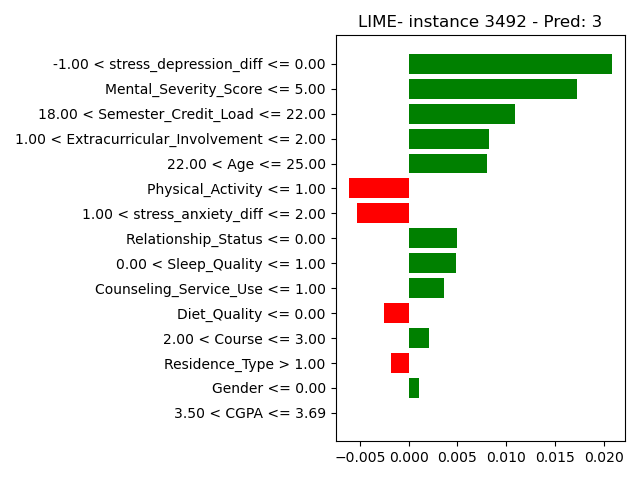 LIME- instance 3492 - Pred: 3
-1.00 < stress_depression_diff <= 0.00
Mental_Severity_Score <= 5.00
18.00 < Semester_Credit_Load <= 22.00
1.00 < Extracurricular_Involvement <= 2.00
22.00 < Age <= 25.00
Physical_Activity <= 1.00
1.00 < stress_anxiety_diff <= 2.00
Relationship_Status <= 0.00
0.00 < Sleep_Quality <= 1.00
Counseling_Service_Use <= 1.00
Diet_Quality <= 0.00
2.00 < Course <= 3.00
Residence_Type > 1.00
Gender <= 0.00
3.50 < CGPA <= 3.69
−0.005 0.000 0.005 0.010 0.015 0.020